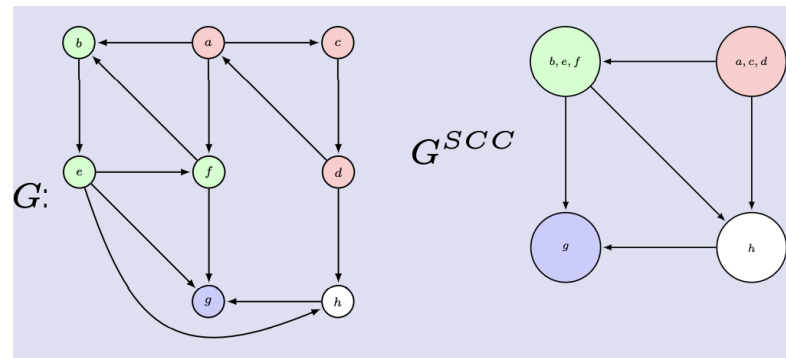 b a c
e f d
g h
G:
G^{SCC}
b, e, f a, c, d
g h